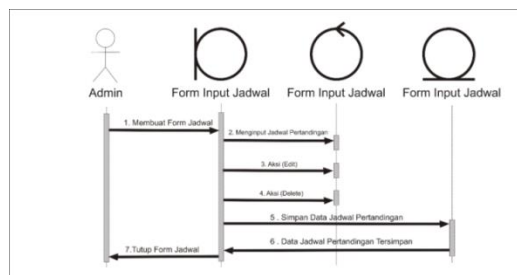 Admin
Form Input Jadwal
Form Input Jadwal
Form Input Jadwal
1. Membuat Form Jadwal
2. Menginput Jadwal Pertandingan
3. Aksi (Edit)
4. Aksi (Delete)
5 . Simpan Data Jadwal Pertandingan
6 . Data Jadwal Pertandingan Tersimpan
7.Tutup Form Jadwal